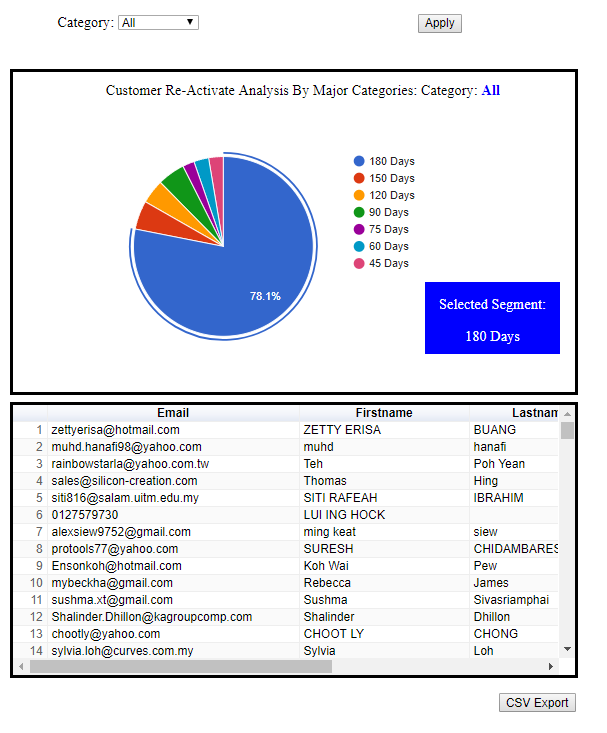 Category: All Apply
Customer Re-Activate Analysis By Major Categories: Category: All
180 Days
150 Days
120 Days
90 Days
75 Days
60 Days
45 Days
78.1%
Selected Segment:
180 Days
Email Firstname Lastnam
1 zettyerisa@hotmail.com ZETTY ERISA BUANG
2 muhd.hanafi98@yahoo.com muhd hanafi
3 rainbowstarla@yahoo.com.tw Teh Poh Yean
4 sales@silicon-creation.com Thomas Hing
5 siti816@salam.uitm.edu.my SITI RAFEAH IBRAHIM
6 0127579730 LUI ING HOCK
7 alexsiew9752@gmail.com ming keat siew
8 protools77@yahoo.com SURESH CHIDAMBARES
9 Ensonkoh@hotmail.com Koh Wai Pew
10 mybeckha@gmail.com Rebecca James
11 sushma.xt@gmail.com Sushma Sivasriamphai
12 Shalinder.Dhillon@kagroupcomp.com Shalinder Dhillon
13 chootly@yahoo.com CHOOT LY CHONG
14 sylvia.loh@curves.com.my Sylvia Loh
CSV Export